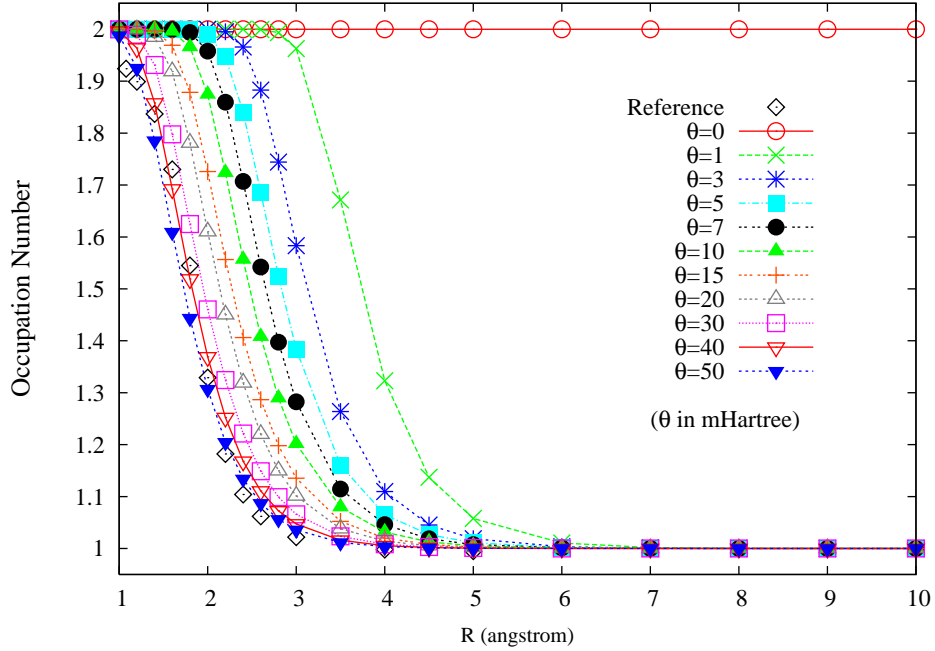 2
1.9
1.8
1.7
1.6
1.5
1.4
1.3
1.2
1.1
1
Occupation Number
Reference
θ=0
θ=1
θ=3
θ=5
θ=7
θ=10
θ=15
θ=20
θ=30
θ=40
θ=50
(θ in mHartree)
1 2 3 4 5 6 7 8 9 10
R (angstrom)